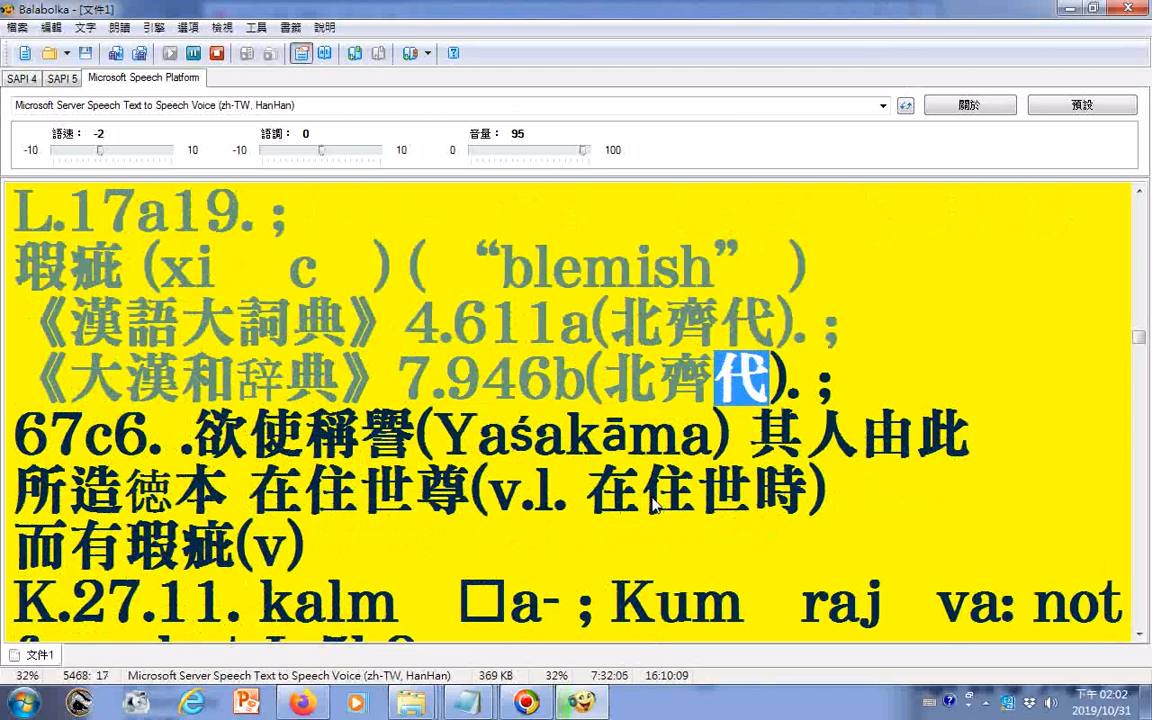 Balabolka - [文件1]
檔案 編輯 文字 朗讀 引擎 選項 檢視 工具 書籤 說明
SAPI 4 SAPI 5 Microsoft Speech Platform
Microsoft Server Speech Text to Speech Voice (zh-TW, HanHan) 關於 預設
語速： -2 語調： 0 音量： 95
-10 10 -10 10 0 100
L.17a19. ;
瑕疵 (xi c ) ( “blemish” )
《漢語大詞典》 4.611a(北齊代). ;
《大漢和辞典》 7.946b(北齊代). ;
67c6. .欲使稱譽(Yaśakāma) 其人由此
所造徳本 在住世尊(v.l. 在住世時)
而有瑕疵(v)
K.27.11. kalm □a- ; Kum raj va: not
文件1
32% 5468: 17 Microsoft Server Speech Text to Speech Voice (zh-TW, HanHan) 369 KB 32% 7:32:05 16:10:09
下午 02:02
2019/10/31